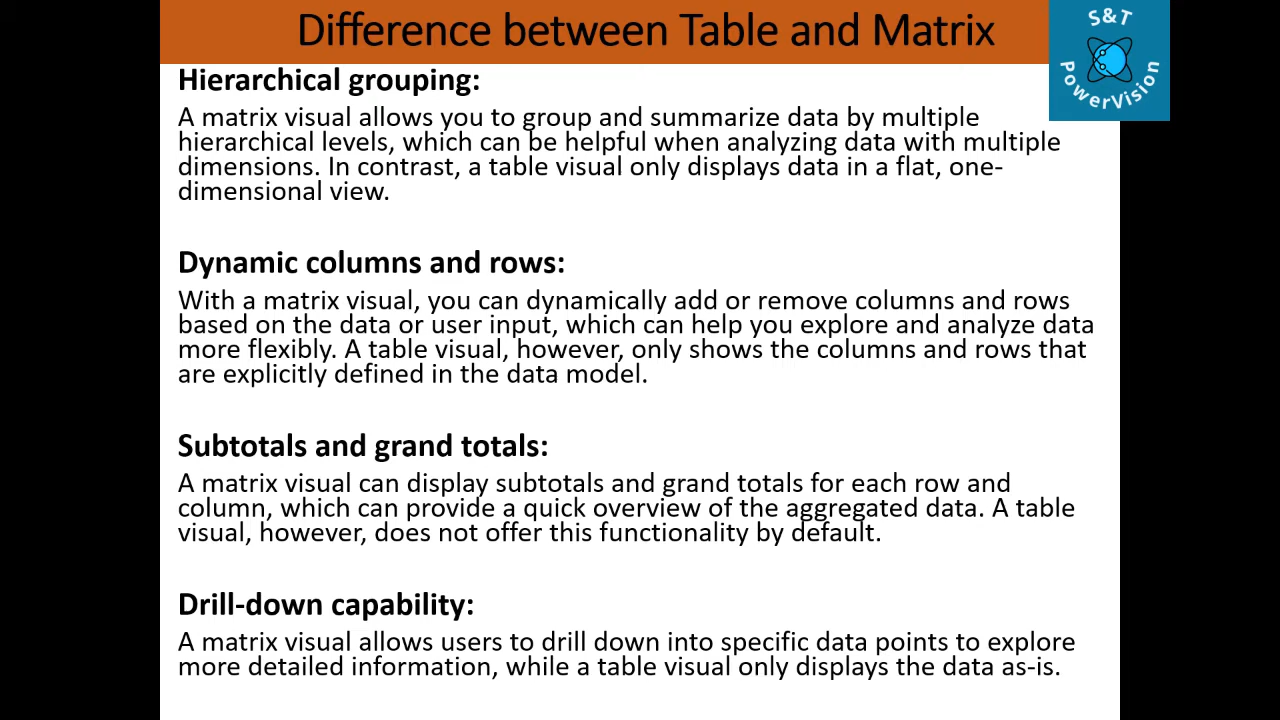 Difference between Table and Matrix
S&T
PowerVision
Hierarchical grouping:
A matrix visual allows you to group and summarize data by multiple
hierarchical levels, which can be helpful when analyzing data with multiple
dimensions. In contrast, a table visual only displays data in a flat, one-
dimensional view.
Dynamic columns and rows:
With a matrix visual, you can dynamically add or remove columns and rows
based on the data or user input, which can help you explore and analyze data
more flexibly. A table visual, however, only shows the columns and rows that
are explicitly defined in the data model.
Subtotals and grand totals:
A matrix visual can display subtotals and grand totals for each row and
column, which can provide a quick overview of the aggregated data. A table
visual, however, does not offer this functionality by default.
Drill-down capability:
A matrix visual allows users to drill down into specific data points to explore
more detailed information, while a table visual only displays the data as-is.